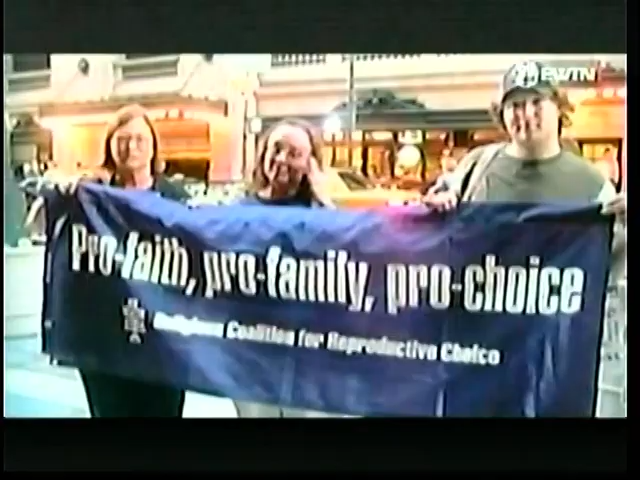 EWTN
Pro-faith, pro-family, pro-choice
Religious Coalition for Reproductive Choice